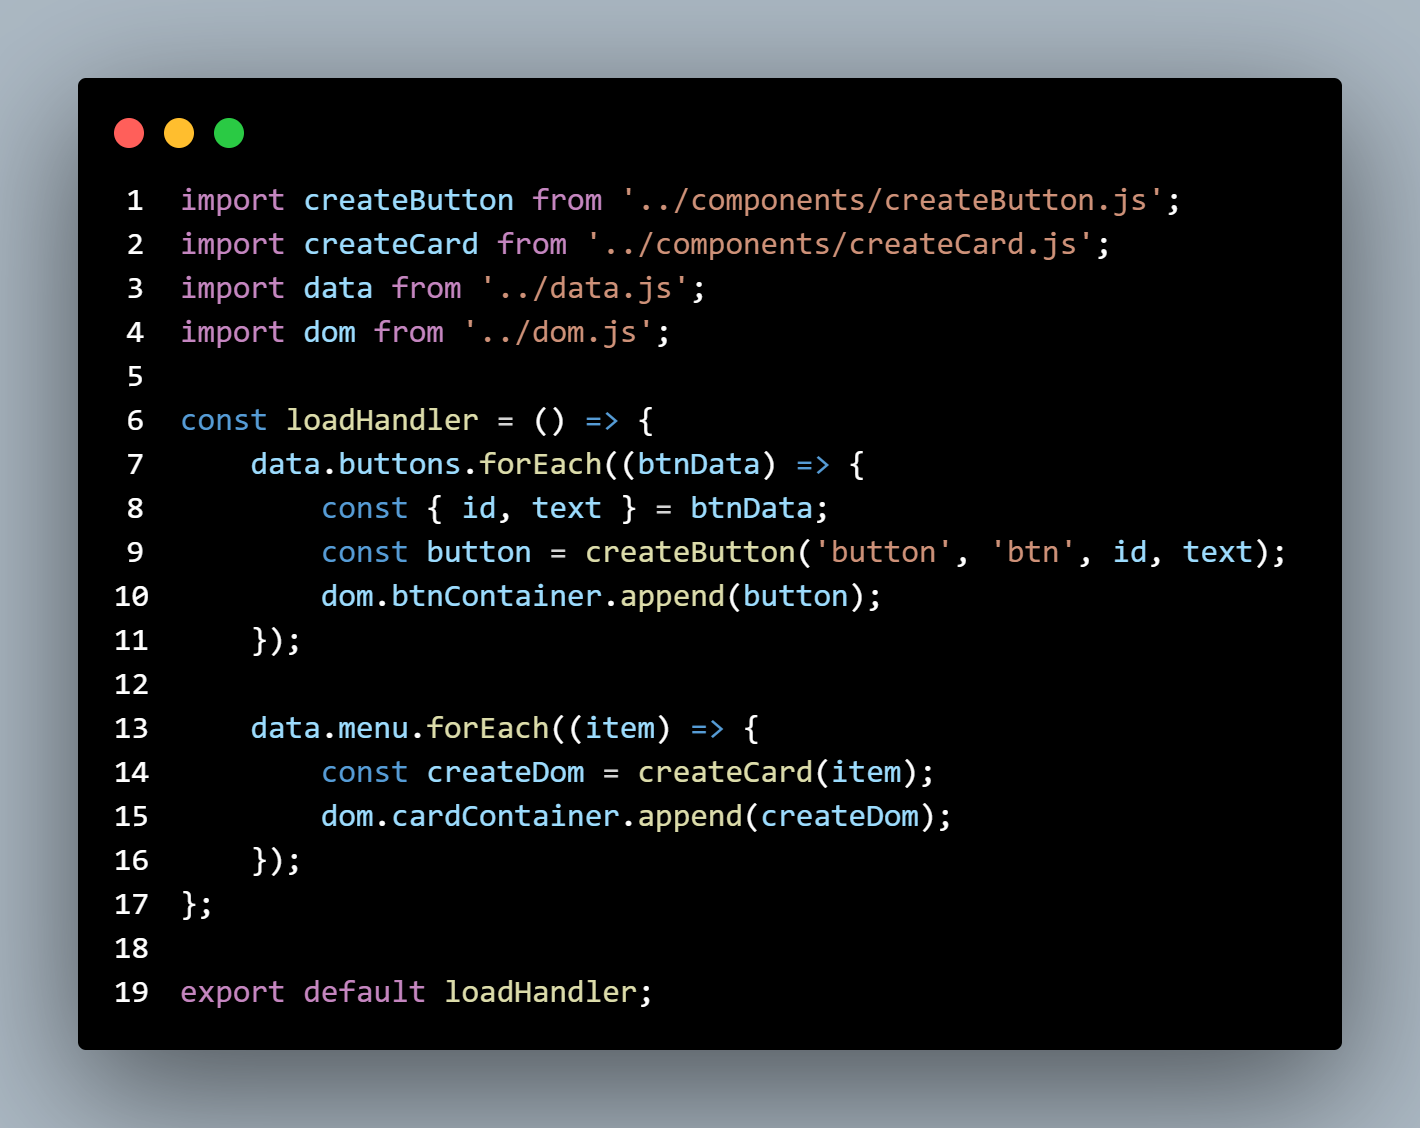 1 import createButton from '../components/createButton.js';
2 import createCard from '../components/createCard.js';
3 import data from '../data.js';
4 import dom from '../dom.js';
5
6 const loadHandler = () => {
7     data.buttons.forEach((btnData) => {
8         const { id, text } = btnData;
9         const button = createButton('button', 'btn', id, text);
10         dom.btnContainer.append(button);
11     });
12
13     data.menu.forEach((item) => {
14         const createDom = createCard(item);
15         dom.cardContainer.append(createDom);
16     });
17 };
18
19 export default loadHandler;